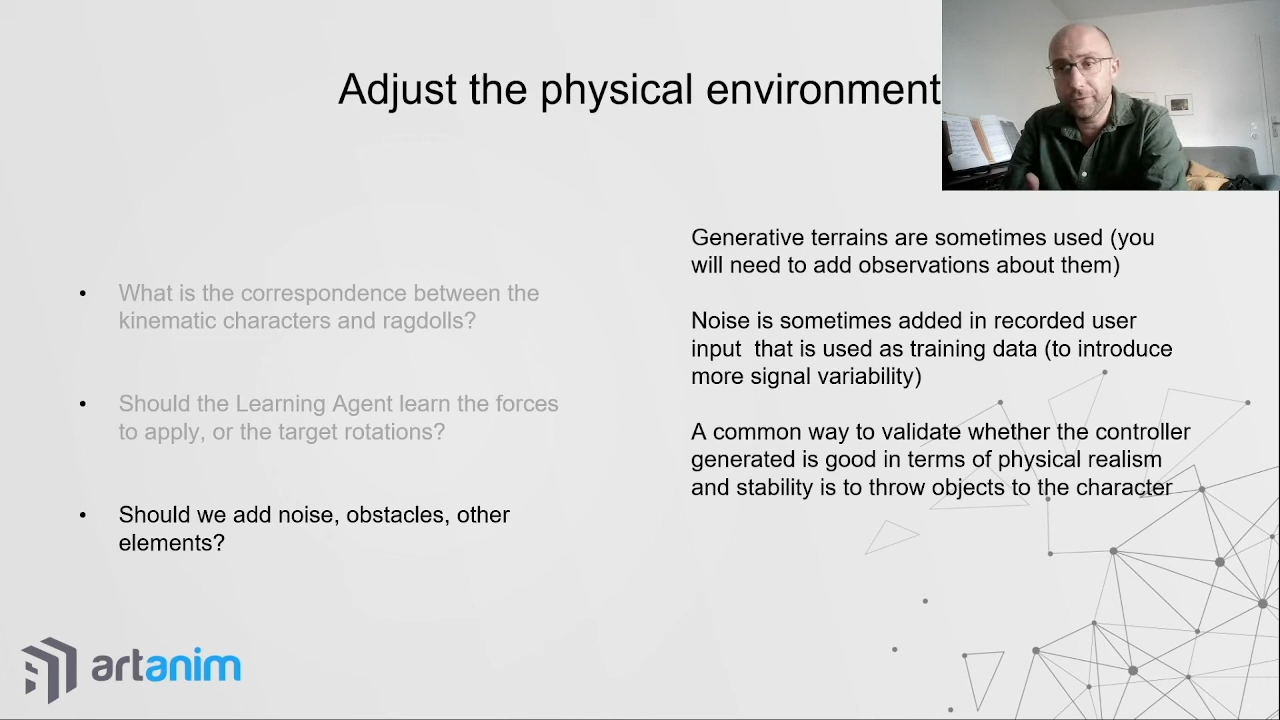 Adjust the physical environment
What is the correspondence between the
kinematic characters and ragdolls?
Should the Learning Agent learn the forces
to apply, or the target rotations?
Should we add noise, obstacles, other
elements?
Generative terrains are sometimes used (you
will need to add observations about them)
Noise is sometimes added in recorded user
input  that is used as training data (to introduce
more signal variability)
A common way to validate whether the controller
generated is good in terms of physical realism
and stability is to throw objects to the character
artanim